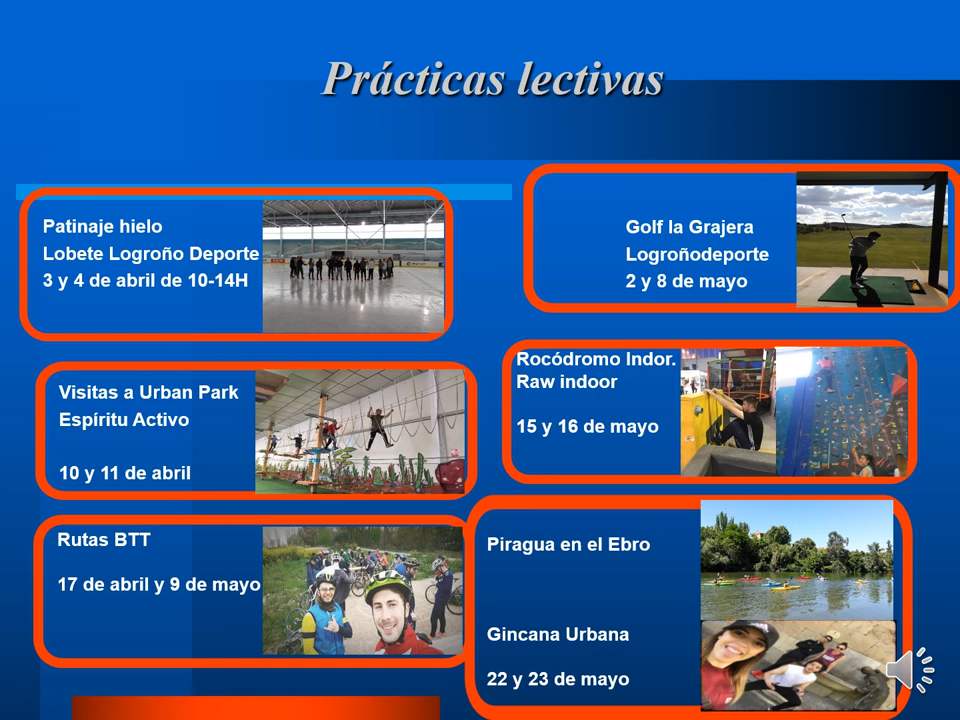 Prácticas lectivas
Patinaje hielo
Lobete Logroño Deporte
3 y 4 de abril de 10-14H
Golf la Grajera
Logroñodeporte
2 y 8 de mayo
Visitas a Urban Park
Espíritu Activo
10 y 11 de abril
Rocódromo Indor.
Raw indoor
15 y 16 de mayo
Rutas BTT
17 de abril y 9 de mayo
Piragua en el Ebro
Gincana Urbana
22 y 23 de mayo